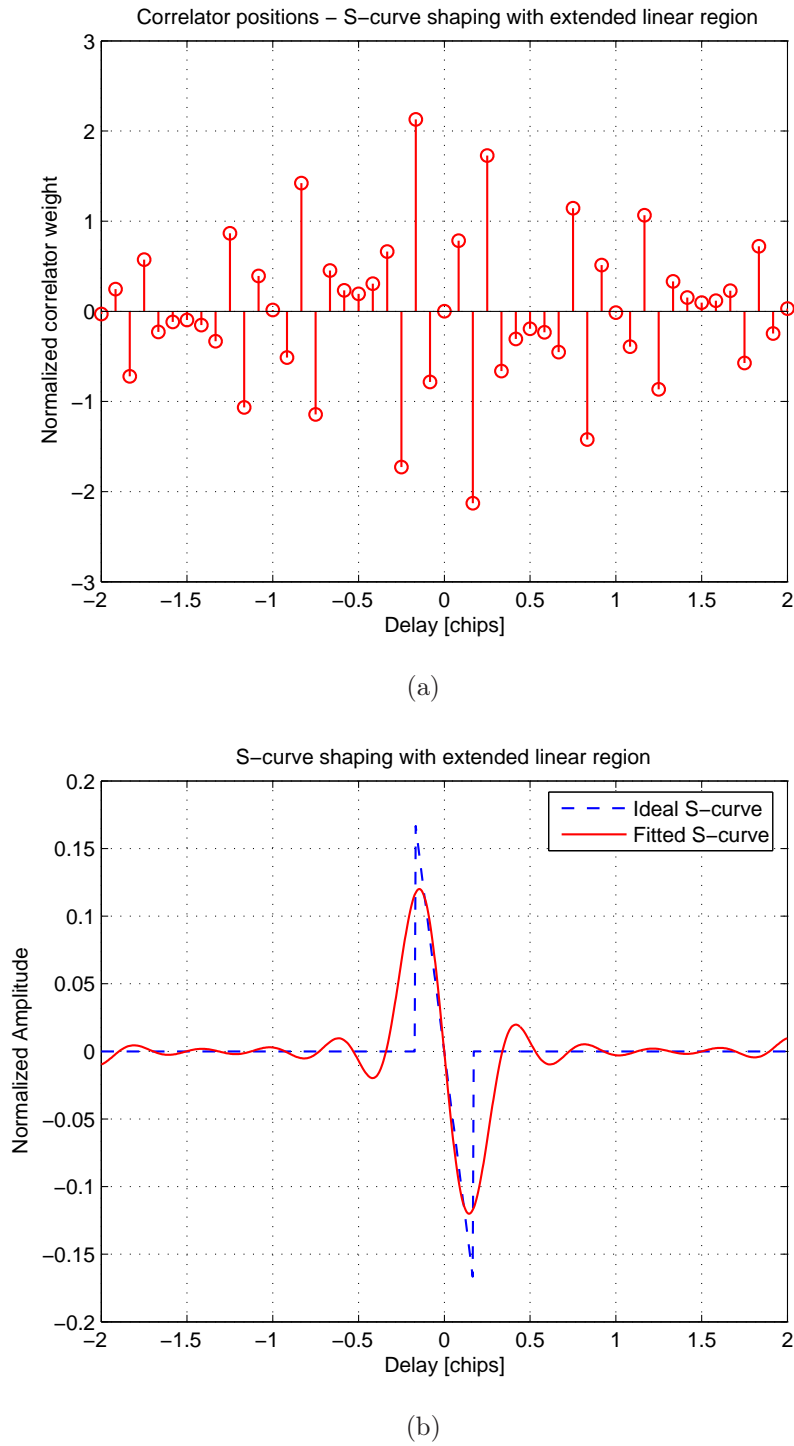 Correlator positions − S−curve shaping with extended linear region
3
2
1
0
−1
−2
−3
Normalized correlator weight
−2 −1.5 −1 −0.5 0 0.5 1 1.5 2
Delay [chips]
(a)
S−curve shaping with extended linear region
0.2
0.15
0.1
0.05
0
−0.05
−0.1
−0.15
−0.2
Normalized Amplitude
Ideal S−curve
Fitted S−curve
−2 −1.5 −1 −0.5 0 0.5 1 1.5 2
Delay [chips]
(b)